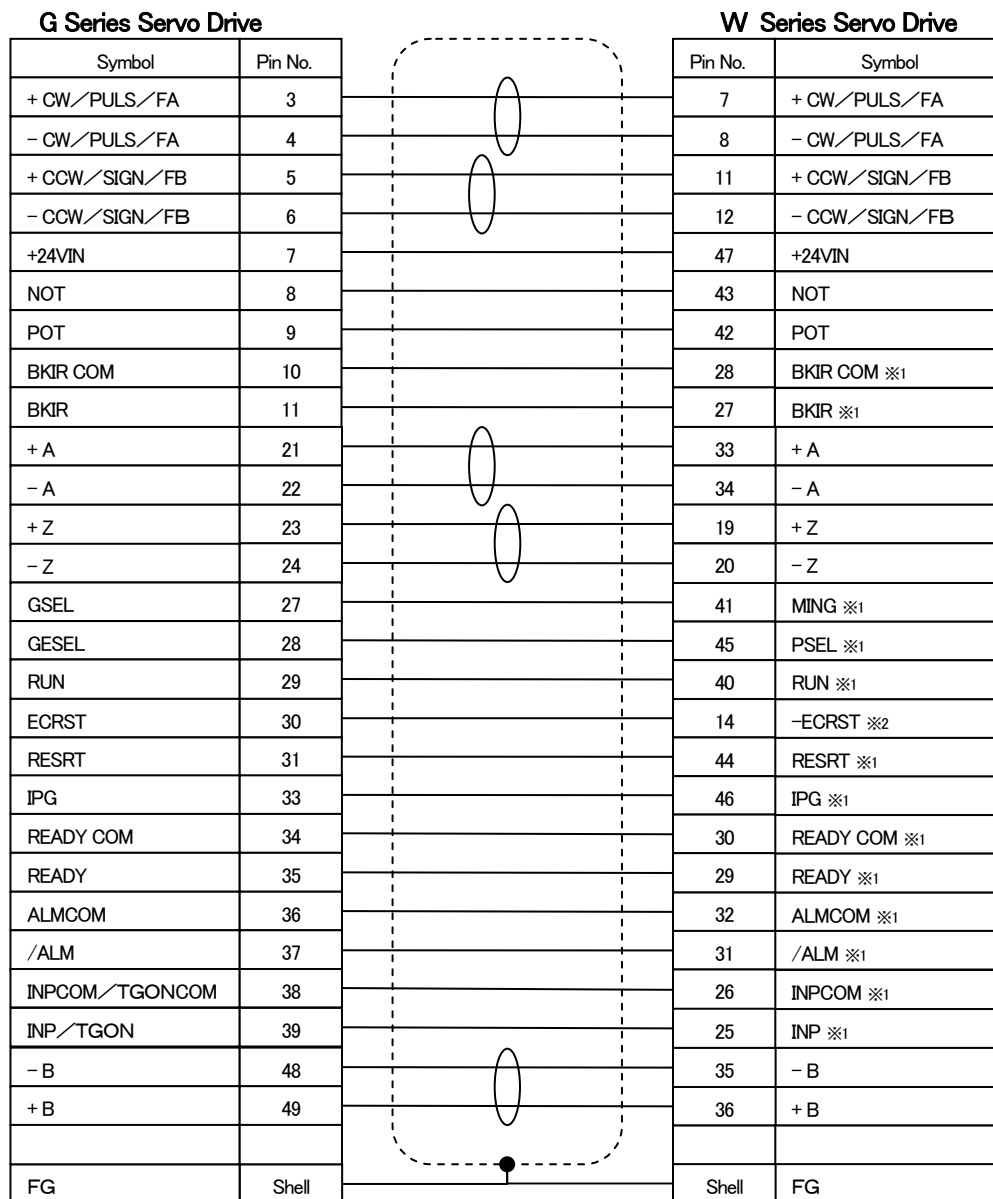 G Series Servo Drive W Series Servo Drive
Symbol Pin No. Pin No. Symbol
+ CW／PULS／FA 3 7 + CW／PULS／FA
− CW／PULS／FA 4 8 − CW／PULS／FA
+ CCW／SIGN／FB 5 11 + CCW／SIGN／FB
− CCW／SIGN／FB 6 12 − CCW／SIGN／FB
+24VIN 7 47 +24VIN
NOT 8 43 NOT
POT 9 42 POT
BKIR COM 10 28 BKIR COM ※1
BKIR 11 27 BKIR ※1
+ A 21 33 + A
− A 22 34 − A
+ Z 23 19 + Z
− Z 24 20 − Z
GSEL 27 41 MING ※1
GESEL 28 45 PSEL ※1
RUN 29 40 RUN ※1
ECRST 30 14 −ECRST ※2
RESRT 31 44 RESRT ※1
IPG 33 46 IPG ※1
READY COM 34 30 READY COM ※1
READY 35 29 READY ※1
ALMCOM 36 32 ALMCOM ※1
/ALM 37 31 /ALM ※1
INPCOM／TGONCOM 38 26 INPCOM ※1
INP／TGON 39 25 INP ※1
− B 48 35 − B
+ B 49 36 + B
FG Shell Shell FG